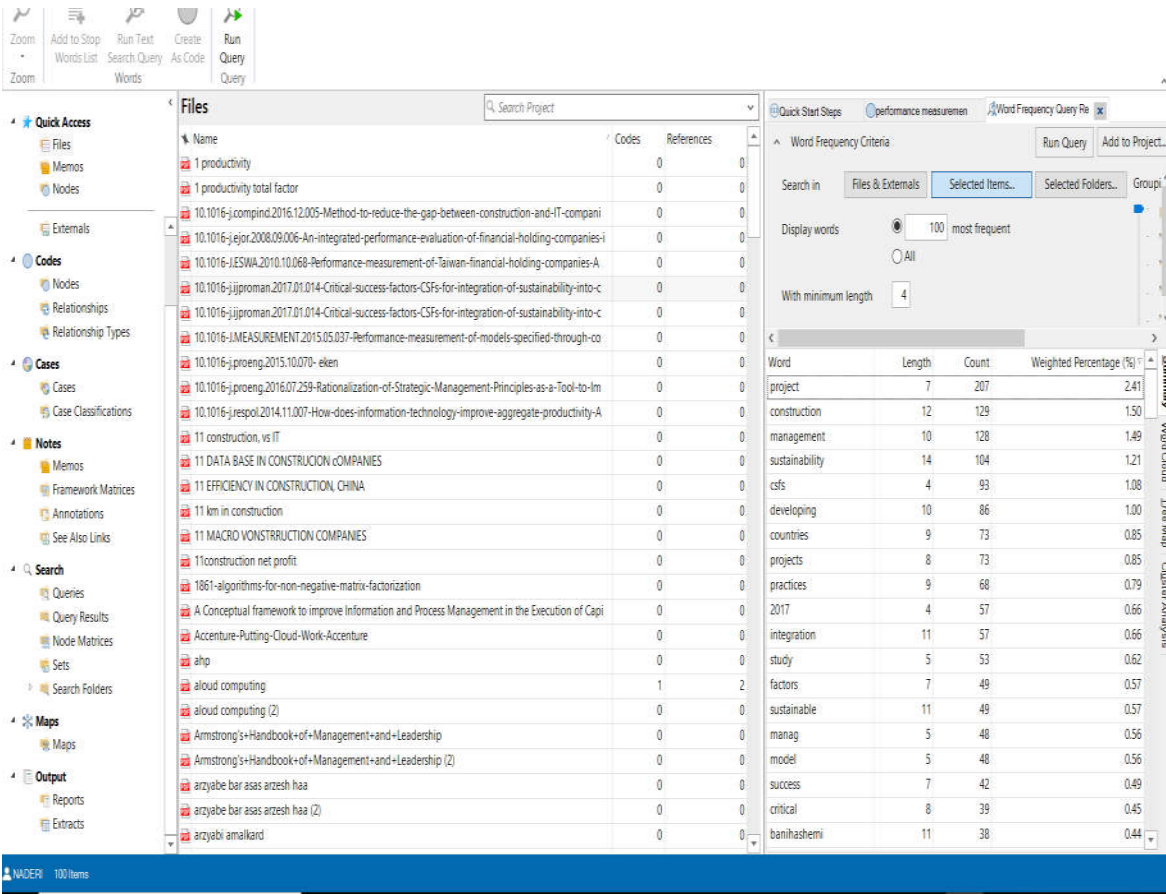 Zoom
Add to Stop Words List
Run Text Search Query
Create As Code
Run Query
Zoom
Words
Query
Quick Access
Files
Memos
Nodes
Externals
Codes
Nodes
Relationships
Relationship Types
Cases
Cases
Case Classifications
Notes
Memos
Framework Matrices
Annotations
See Also Links
Search
Queries
Query Results
Node Matrices
Sets
Search Folders
Maps
Maps
Output
Reports
Extracts
Files
Search Project
Name Codes References
1 productivity 0 0
1 productivity total factor 0 0
10.1016-j.compind.2016.12.005-Method-to-reduce-the-gap-between-construction-and-IT-compani 0 0
10.1016-j.ejor.2008.09.006-An-integrated-performance-evaluation-of-financial-holding-companies-i 0 0
10.1016-J.ESWA.2010.10.068-Performance-measurement-of-Taiwan-financial-holding-companies-A 0 0
10.1016-j.ijproman.2017.01.014-Critical-success-factors-CSFs-for-integration-of-sustainability-into-c 0 0
10.1016-j.ijproman.2017.01.014-Critical-success-factors-CSFs-for-integration-of-sustainability-into-c 0 0
10.1016-J.MEASUREMENT.2015.05.037-Performance-measurement-of-models-specified-through-co 0 0
10.1016-j.proeng.2015.10.070- eken 0 0
10.1016-j.proeng.2016.07.259-Rationalization-of-Strategic-Management-Principles-as-a-Tool-to-Im 0 0
10.1016-j.respol.2014.11.007-How-does-information-technology-improve-aggregate-productivity-A 0 0
11 construction, vs IT 0 0
11 DATA BASE IN CONSTRUCION cOMPANIES 0 0
11 EFFICIENCY IN CONSTRUCTION, CHINA 0 0
11 km in construction 0 0
11 MACRO VONSTRRUCTION COMPANIES 0 0
11construction net profit 0 0
1861-algorithms-for-non-negative-matrix-factorization 0 0
A Conceptual framework to improve Information and Process Management in the Execution of Capi 0 0
Accenture-Putting-Cloud-Work-Accenture 0 0
ahp 0 0
aloud computing 1 2
aloud computing (2) 0 0
Armstrong's+Handbook+of+Management+and+Leadership 0 0
Armstrong's+Handbook+of+Management+and+Leadership (2) 0 0
arzyabe bar asas arzesh haa 0 0
arzyabe bar asas arzesh haa (2) 0 0
arzyabi amalkard 0 0
Quick Start Steps
performance measuremen
Word Frequency Query Re
Word Frequency Criteria
Run Query
Add to Project...
Search in
Files & Externals
Selected Items...
Selected Folders...
Groupi
Display words
100 most frequent
All
With minimum length 4
Word Length Count Weighted Percentage (%)
project 7 207 2.41
construction 12 129 1.50
management 10 128 1.49
sustainability 14 104 1.21
csfs 4 93 1.08
developing 10 86 1.00
countries 9 73 0.85
projects 8 73 0.85
practices 9 68 0.79
2017 4 57 0.66
integration 11 57 0.66
study 5 53 0.62
factors 7 49 0.57
sustainable 11 49 0.57
manag 5 48 0.56
model 5 48 0.56
success 7 42 0.49
critical 8 39 0.45
banihashemi 11 38 0.44
NADERI 100 Items